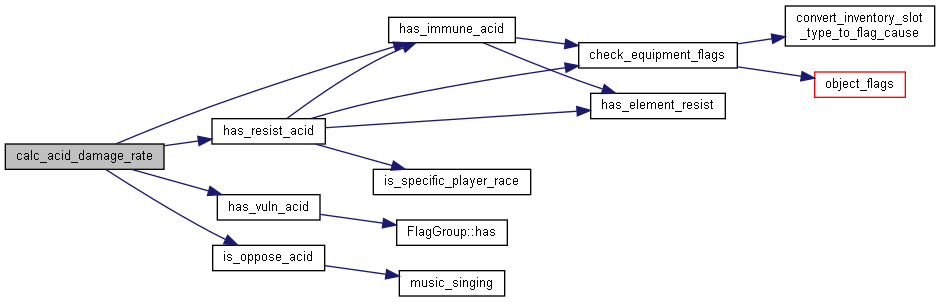 calc_acid_damage_rate
has_immune_acid
has_resist_acid
has_vuln_acid
is_oppose_acid
check_equipment_flags
has_element_resist
is_specific_player_race
FlagGroup::has
music_singing
convert_inventory_slot
_type_to_flag_cause
object_flags